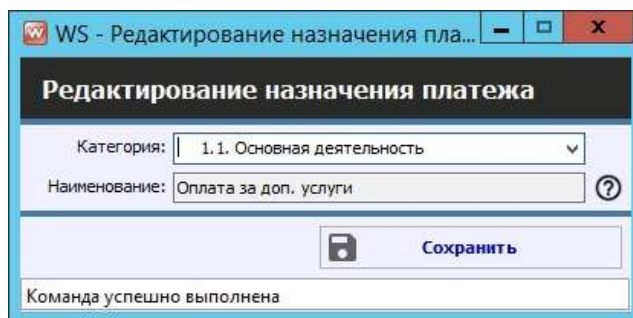 WS - Редактирование назначения пла...
Редактирование назначения платежа
Категория: 1.1. Основная деятельность
Наименование: Оплата за доп. услуги
Сохранить
Команда успешно выполнена